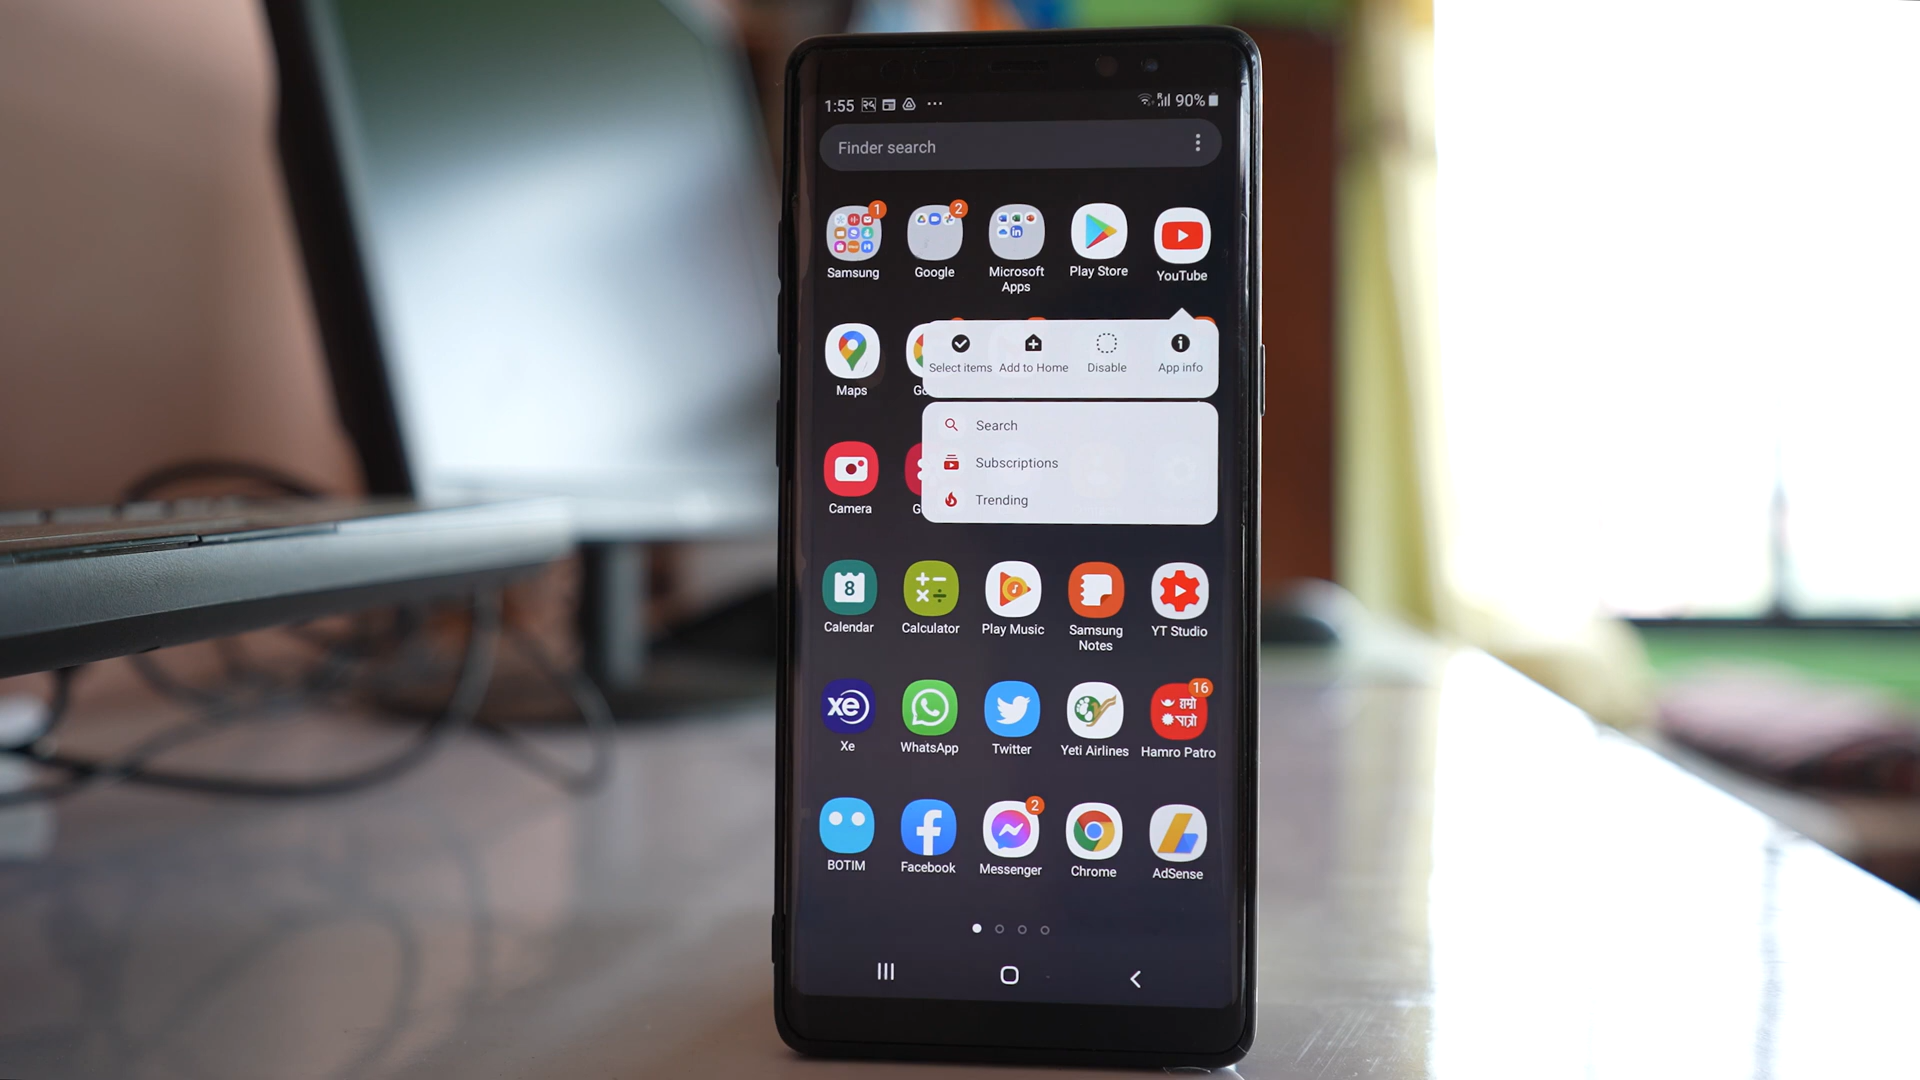 1:55 90%
Finder search
1 2
Samsung Google Microsoft Apps Play Store YouTube
Select items Add to Home Disable App info
Maps
Search
Subscriptions
Trending
Camera
8
Calendar Calculator Play Music Samsung Notes YT Studio
xe 16
हाम्रो
पात्रो
Xe WhatsApp Twitter Yeti Airlines Hamro Patro
2
BOTIM Facebook Messenger Chrome AdSense